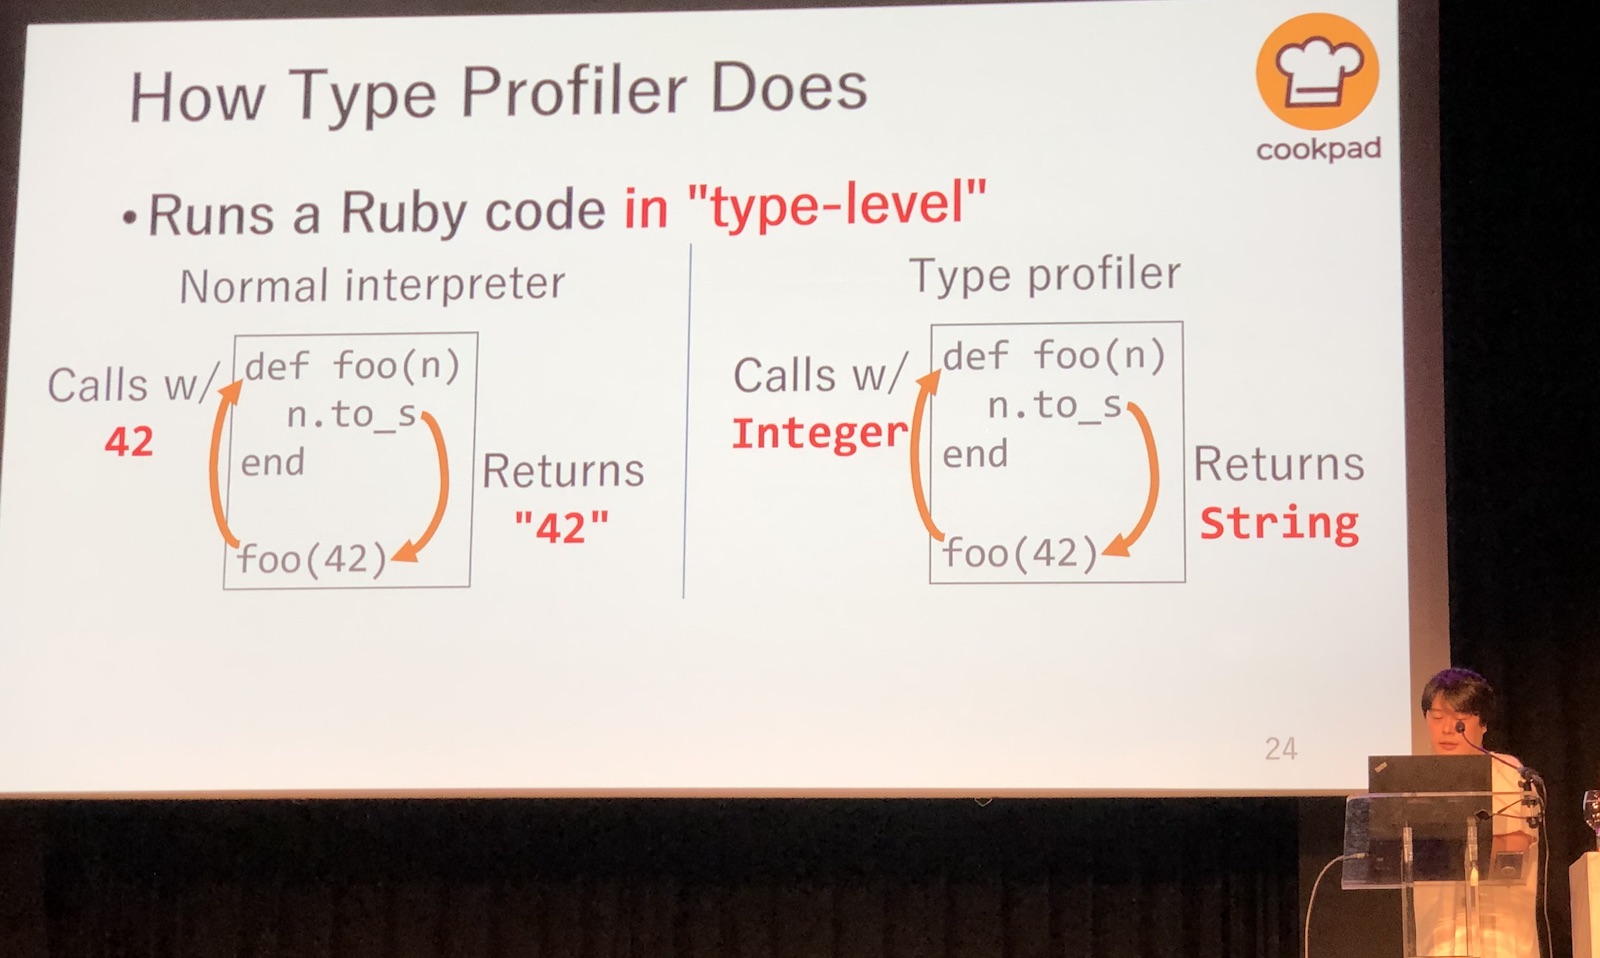 How Type Profiler Does
cookpad
•Runs a Ruby code in "type-level"
Normal interpreter
Calls w/
42
def foo(n)
n.to_s
end
foo(42)
Returns
"42"
Type profiler
Calls w/
Integer
def foo(n)
n.to_s
end
foo(42)
Returns
String
24